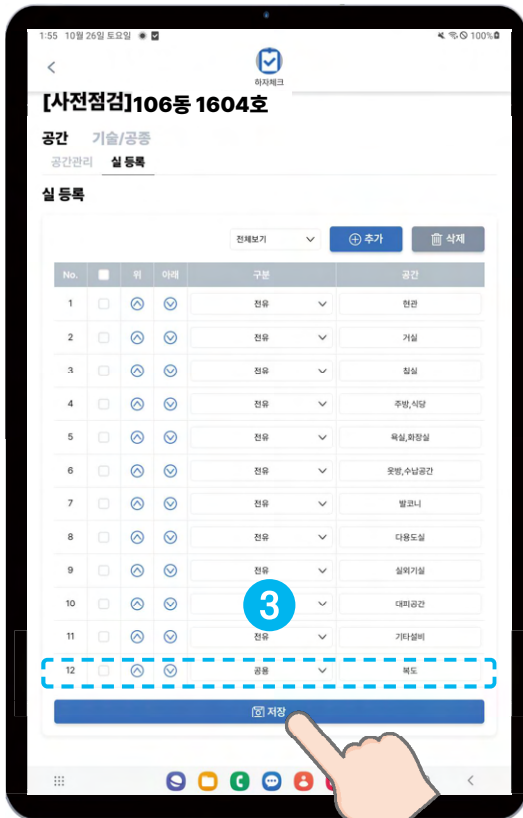 1:55 10월 26일 토요일 100%
하자체크
[사전점검]106동 1604호
공간 기술/공종
공간관리 실 등록
실 등록
전체보기 추가 삭제
No. 위 아래 구분 공간
1 전유 현관
2 전유 거실
3 전유 침실
4 전유 주방,식당
5 전유 욕실,화장실
6 전유 옷방,수납공간
7 전유 발코니
8 전유 다용도실
9 전유 실외기실
10 대피공간
3
11 전유 기타설비
12 공용 복도
저장